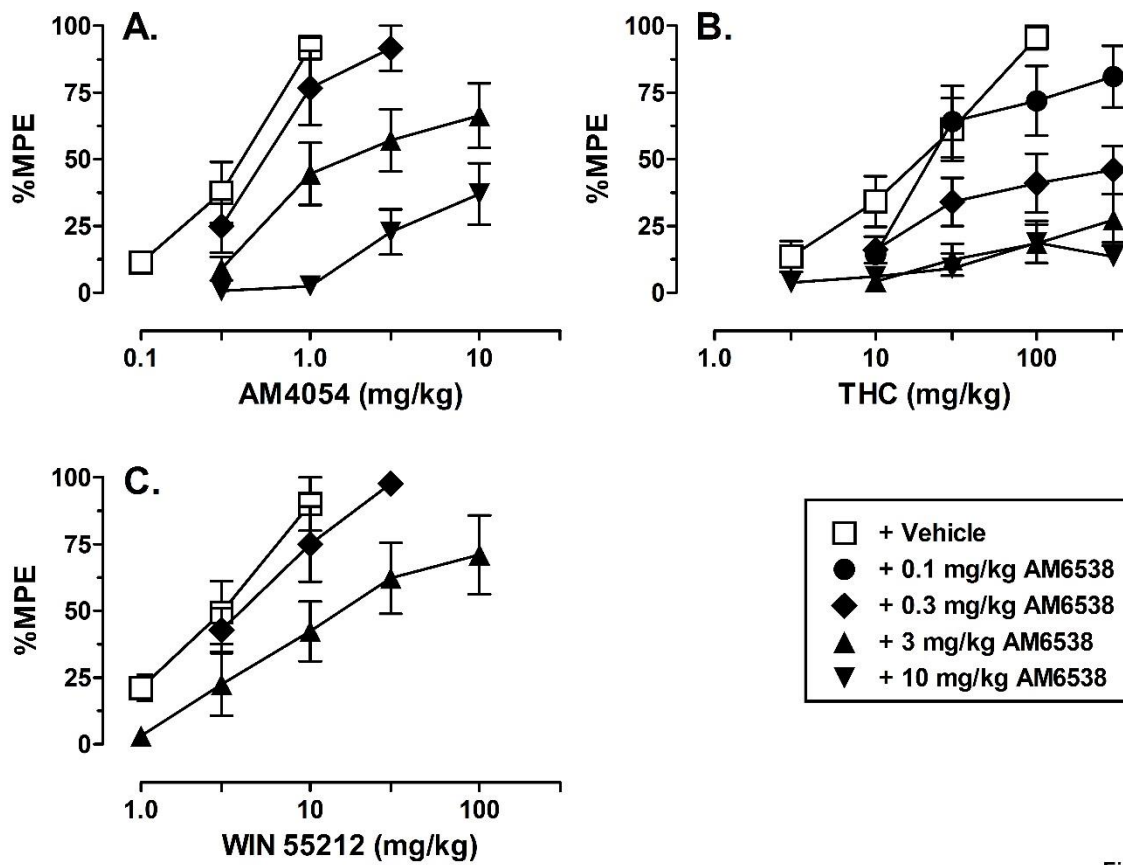 A.
100
75
50
25
0
%MPE
0.1 1.0 10
AM4054 (mg/kg)
B.
100
75
50
25
0
%MPE
1.0 10 100
THC (mg/kg)
C.
100
75
50
25
0
%MPE
1.0 10 100
WIN 55212 (mg/kg)
+ Vehicle
+ 0.1 mg/kg AM6538
+ 0.3 mg/kg AM6538
+ 3 mg/kg AM6538
+ 10 mg/kg AM6538